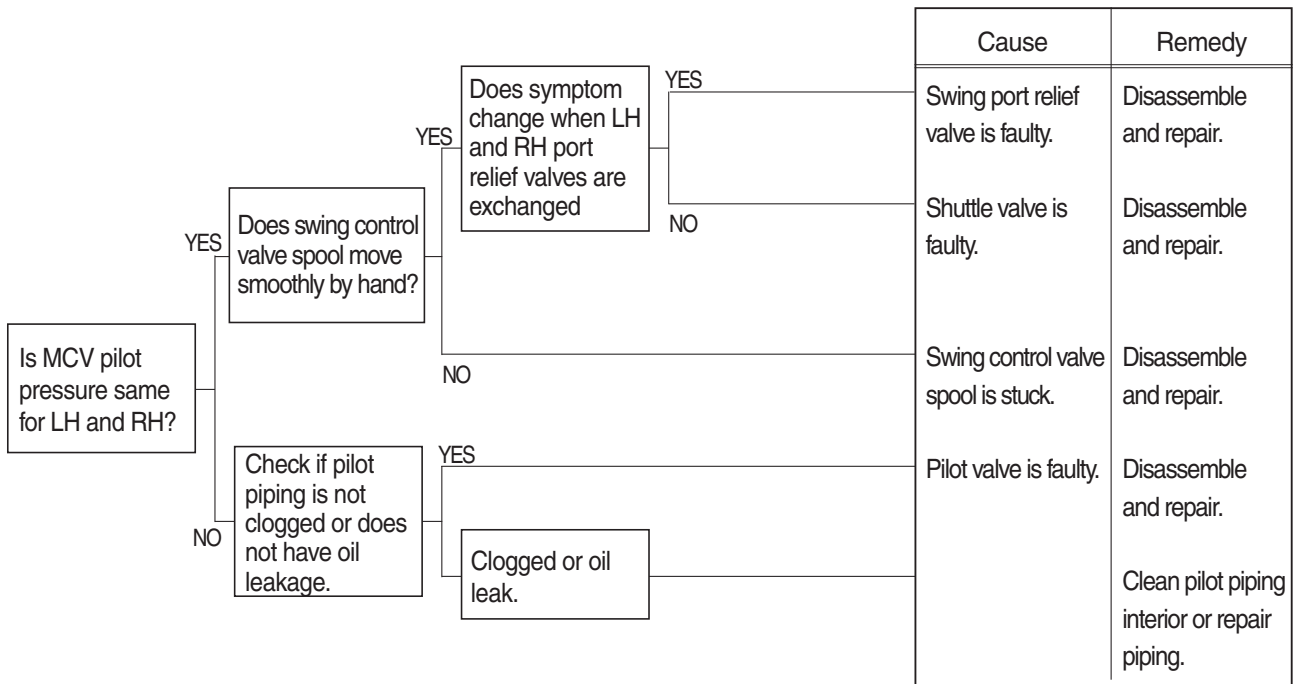 Cause
Remedy
Does symptom
change when LH
and RH port
relief valves are
exchanged
YES
YES
NO
Swing port relief
valve is faulty.
Disassemble
and repair.
Shuttle valve is
faulty.
Disassemble
and repair.
YES
Does swing control
valve spool move
smoothly by hand?
NO
Swing control valve
spool is stuck.
Disassemble
and repair.
Is MCV pilot
pressure same
for LH and RH?
NO
Check if pilot
piping is not
clogged or does
not have oil
leakage.
YES
Pilot valve is faulty.
Disassemble
and repair.
Clogged or oil
leak.
Clean pilot piping
interior or repair
piping.